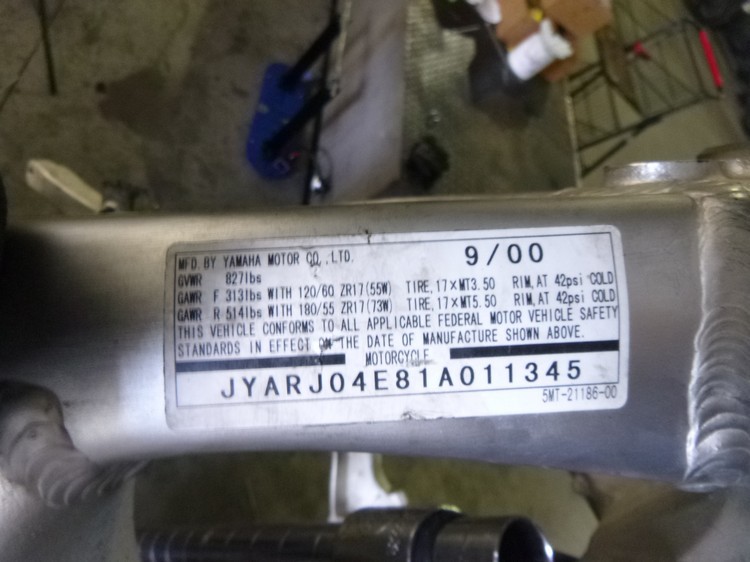 MFD. BY YAMAHA MOTOR CO., LTD. 9/00
GVWR 827lbs
GAWR F 313lbs WITH 120/60 ZR17(55W) TIRE, 17×MT3.50 RIM, AT 42psi COLD
GAWR R 514lbs WITH 180/55 ZR17(73W) TIRE, 17×MT5.50 RIM, AT 42psi COLD
THIS VEHICLE CONFORMS TO ALL APPLICABLE FEDERAL MOTOR VEHICLE SAFETY
STANDARDS IN EFFECT ON THE DATE OF MANUFACTURE SHOWN ABOVE.
MOTORCYCLE
JYARJ04E81A011345
5MT-21186-00